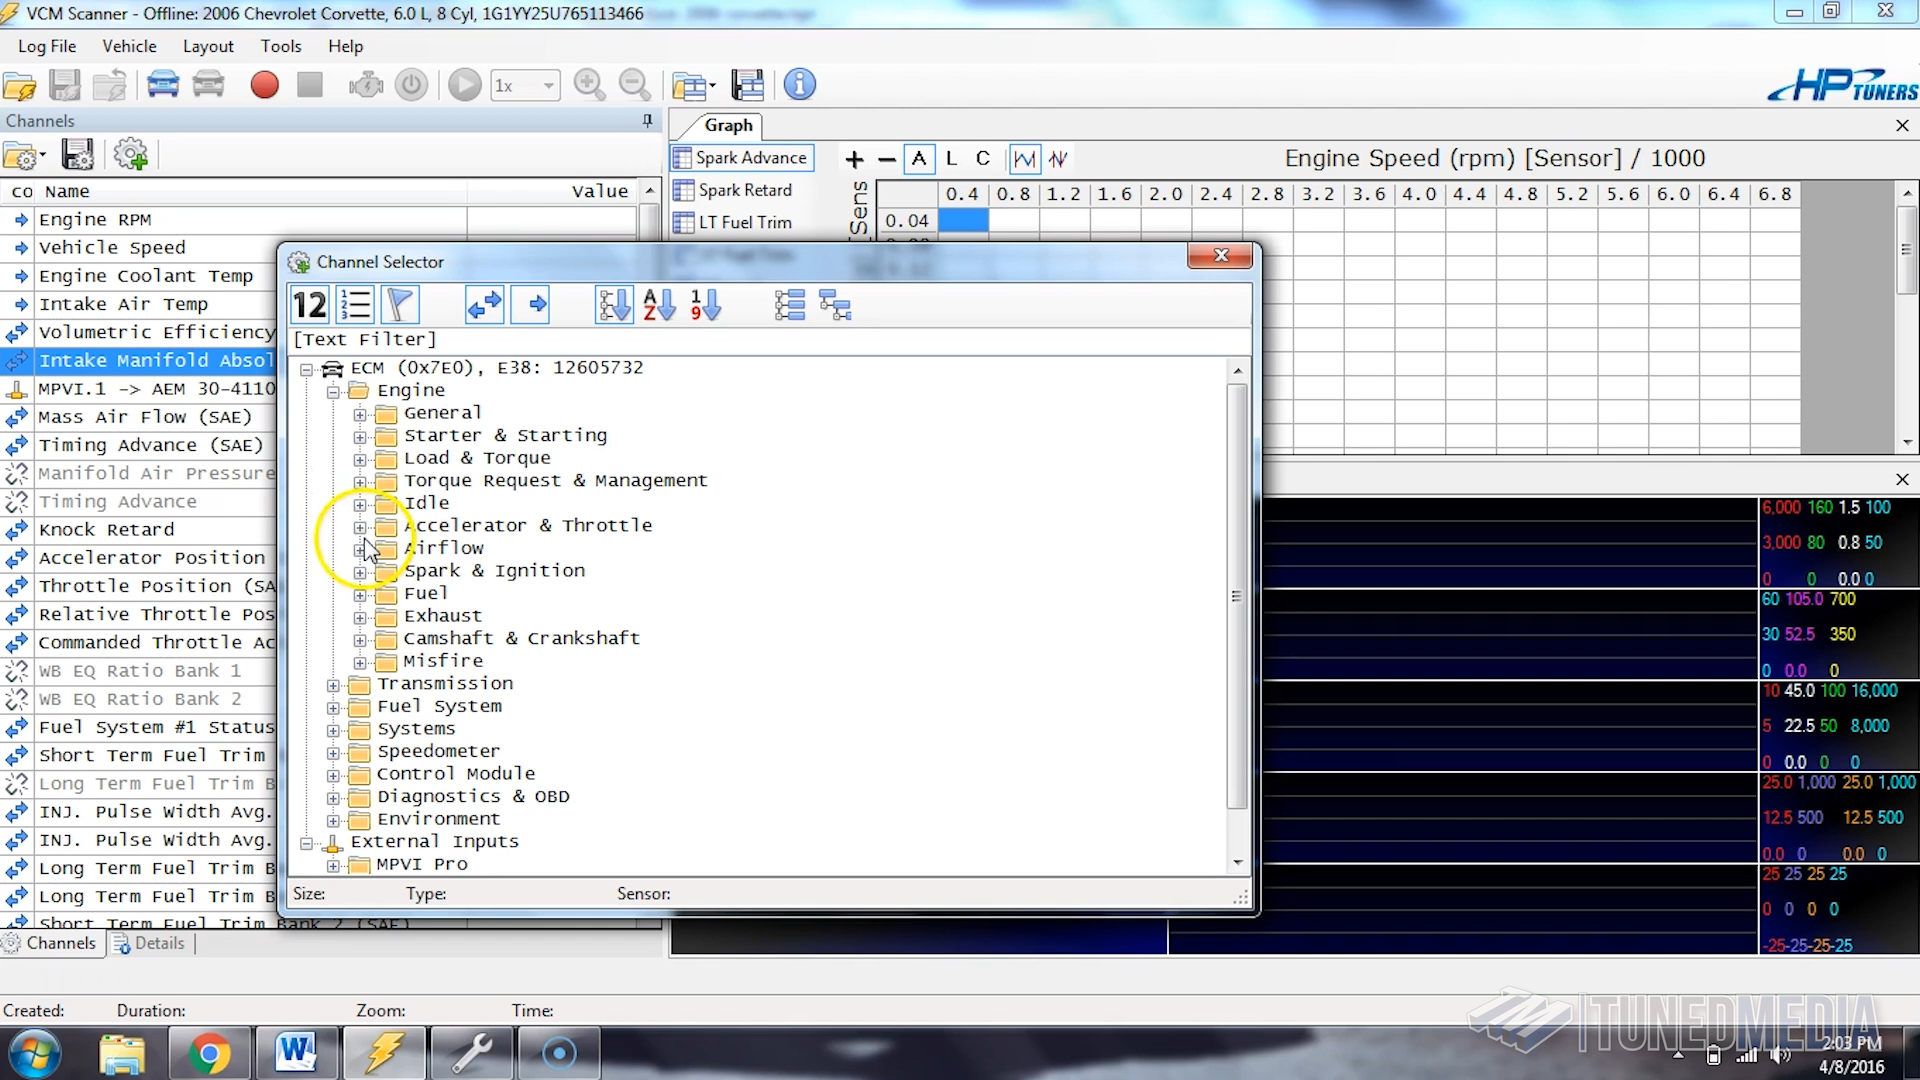 VCM Scanner - Offline: 2006 Chevrolet Corvette, 6.0 L, 8 Cyl, 1G1YY25U765113466
Log File Vehicle Layout Tools Help
1x
HP TUNERS
Channels
Graph
Spark Advance
A L C
Engine Speed (rpm) [Sensor] / 1000
co Name Value
Spark Retard
Sens
0.4 0.8 1.2 1.6 2.0 2.4 2.8 3.2 3.6 4.0 4.4 4.8 5.2 5.6 6.0 6.4 6.8
Engine RPM
LT Fuel Trim
0.04
Vehicle Speed
Engine Coolant Temp
Intake Air Temp
Volumetric Efficiency
Intake Manifold Absol
MPVI.1 -> AEM 30-4110
Mass Air Flow (SAE)
Timing Advance (SAE)
Manifold Air Pressure
Timing Advance
Knock Retard
Accelerator Position
Throttle Position (SA
Relative Throttle Pos
Commanded Throttle Ac
WB EQ Ratio Bank 1
WB EQ Ratio Bank 2
Fuel System #1 Status
Short Term Fuel Trim
Long Term Fuel Trim B
INJ. Pulse Width Avg.
INJ. Pulse Width Avg.
Long Term Fuel Trim B
Long Term Fuel Trim B
Short Term Fuel Trim Bank 2 (SAE)
Channels Details
Channel Selector
12
[Text Filter]
ECM (0x7E0), E38: 12605732
Engine
General
Starter & Starting
Load & Torque
Torque Request & Management
Idle
Accelerator & Throttle
Airflow
Spark & Ignition
Fuel
Exhaust
Camshaft & Crankshaft
Misfire
Transmission
Fuel System
Systems
Speedometer
Control Module
Diagnostics & OBD
Environment
External Inputs
MPVI Pro
Size: Type: Sensor:
6,000 160 1.5 100
3,000 80 0.8 50
0 0 0.0 0
60 105.0 700
30 52.5 350
0 0.0 0
10 45.0 100 16,000
5 22.5 50 8,000
0 0.0 0 0
25.0 1,000 25.0 1,000
12.5 500 12.5 500
0.0 0 0.0 0
25 25 25 25
0 0 0 0
-25 -25 -25 -25
Created: Duration: Zoom: Time:
ITUNEDMEDIA
2:03 PM
4/8/2016